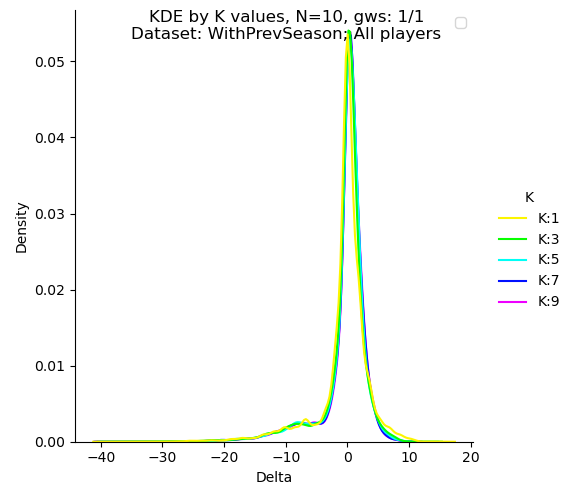 KDE by K values, N=10, gws: 1/1
Dataset: WithPrevSeason, All players
0.05
0.04
0.03
0.02
0.01
0.00
Density
−40
−30
−20
−10
0
10
20
Delta
K
K:1
K:3
K:5
K:7
K:9